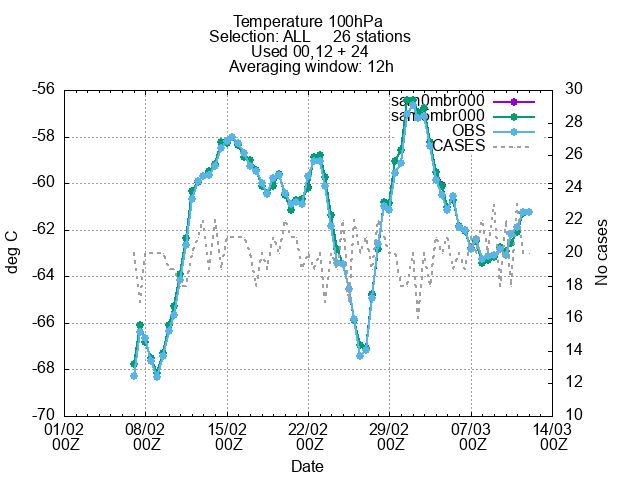 Temperature 100hPa
Selection: ALL 26 stations
Used 00,12 + 24
Averaging window: 12h
-56
-58
-60
-62
-64
-66
-68
-70
deg C
30
28
26
24
22
20
18
16
14
12
10
No cases
OBS
CASES
01/02 08/02 15/02 22/02 29/02 07/03 14/03
00Z 00Z 00Z 00Z 00Z 00Z 00Z
Date